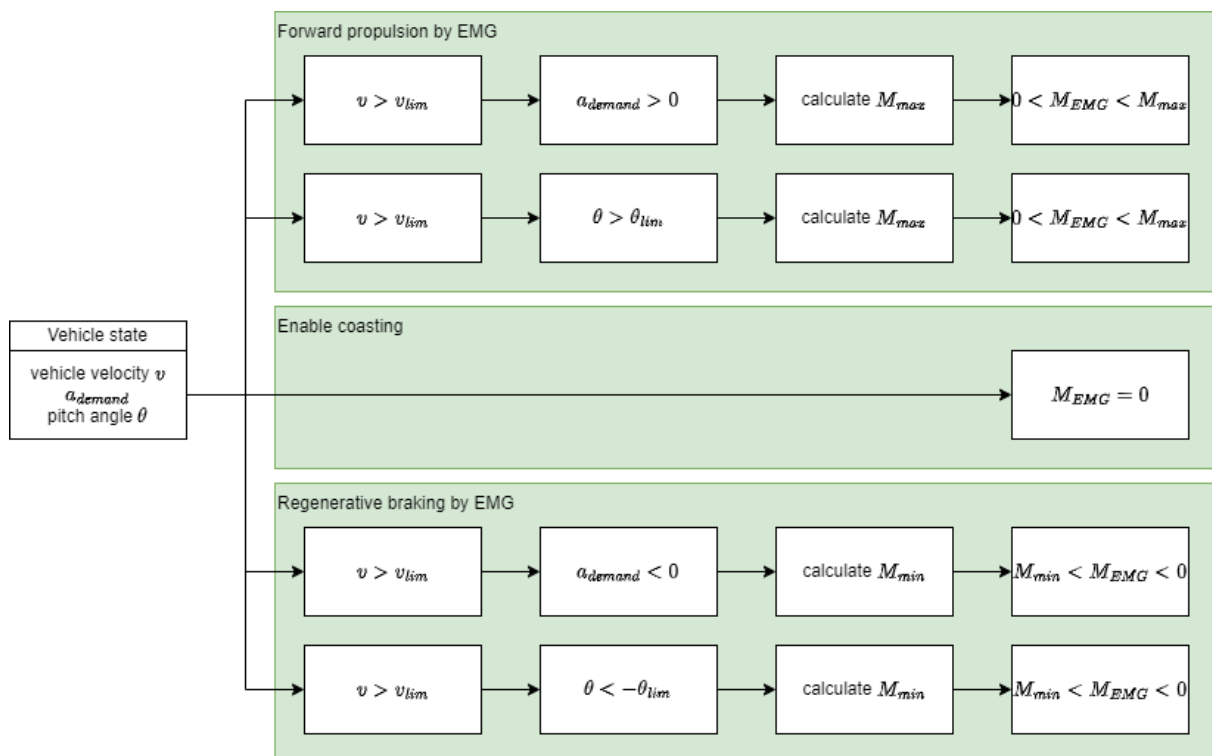 Forward propulsion by EMG
v > v_lim
a_demand > 0
calculate M_max
0 < M_EMG < M_max
v > v_lim
θ > θ_lim
calculate M_max
0 < M_EMG < M_max
Enable coasting
M_EMG = 0
Vehicle state
vehicle velocity v
a_demand
pitch angle θ
Regenerative braking by EMG
v > v_lim
a_demand < 0
calculate M_min
M_min < M_EMG < 0
v > v_lim
θ < −θ_lim
calculate M_min
M_min < M_EMG < 0